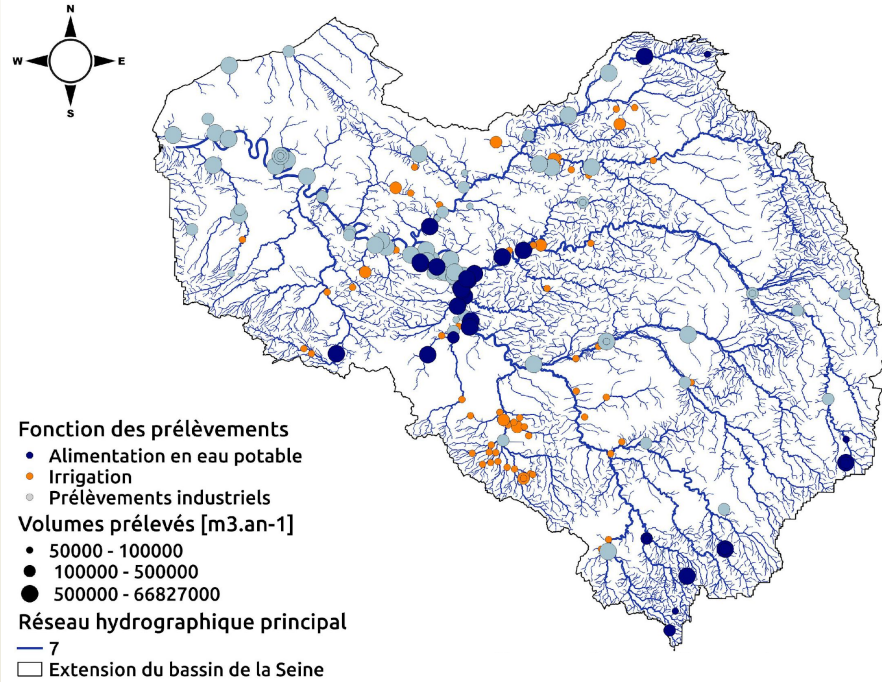 N
W
E
S
Fonction des prélèvements
Alimentation en eau potable
Irrigation
Prélèvements industriels
Volumes prélevés [m3.an-1]
50000 - 100000
100000 - 500000
500000 - 66827000
Réseau hydrographique principal
7
Extension du bassin de la Seine